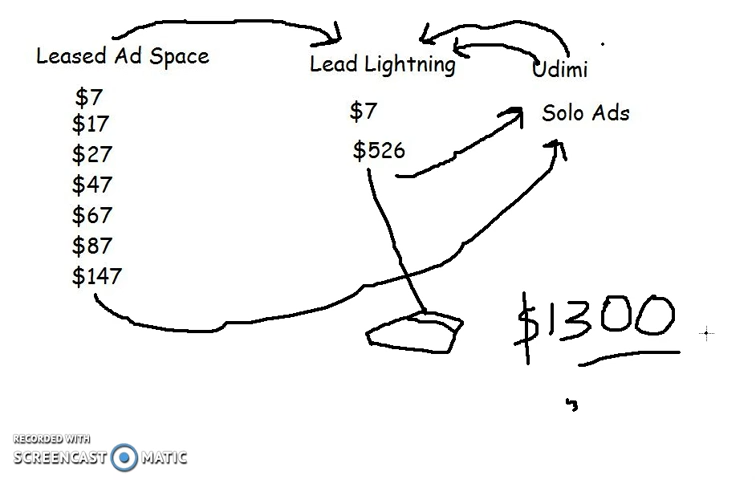 Leased Ad Space
$7
$17
$27
$47
$67
$87
$147
Lead Lightning
$7
$526
Udimi
Solo Ads
$1300
RECORDED WITH
SCREENCAST MATIC